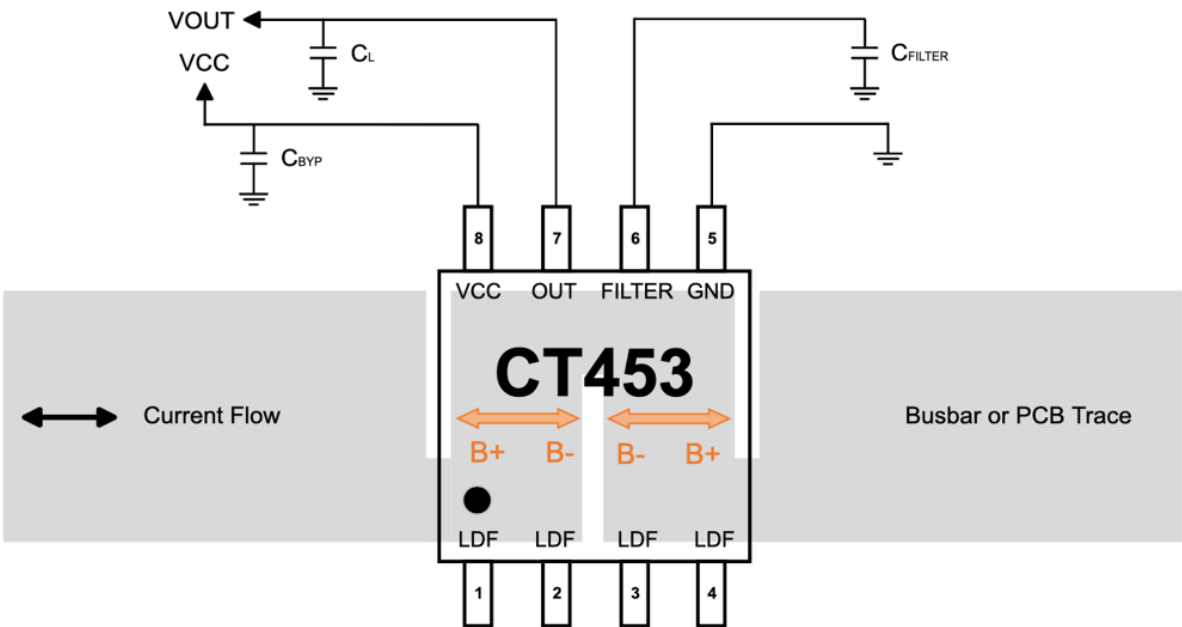 VOUT
CL
CFILTER
VCC
CBYP
8 7 6 5
VCC OUT FILTER GND
CT453
Current Flow
Busbar or PCB Trace
B+ B- B- B+
LDF LDF LDF LDF
1 2 3 4